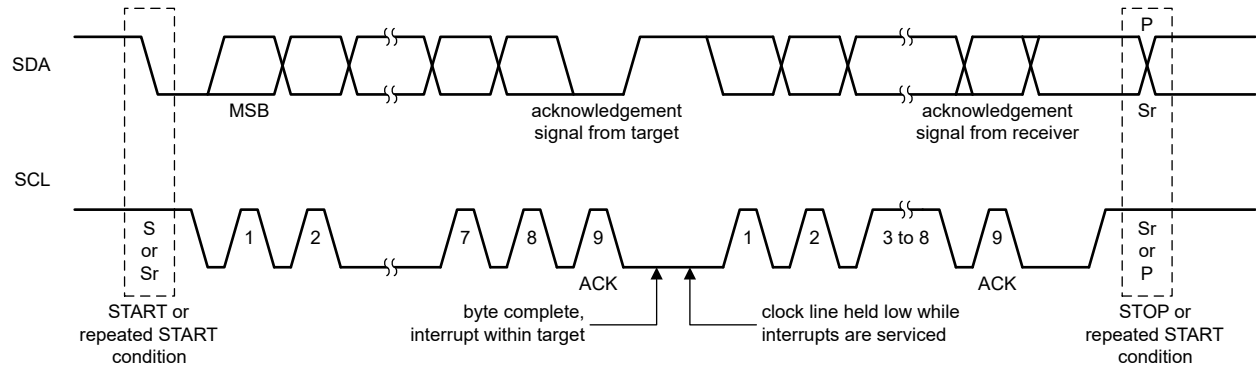 P
SDA
MSB
acknowledgement
signal from target
acknowledgement
signal from receiver
Sr
SCL
S
or
Sr
1
2
7
8
9
ACK
1
2
3 to 8
9
ACK
Sr
or
P
START or
repeated START
condition
byte complete,
interrupt within target
clock line held low while
interrupts are serviced
STOP or
repeated START
condition